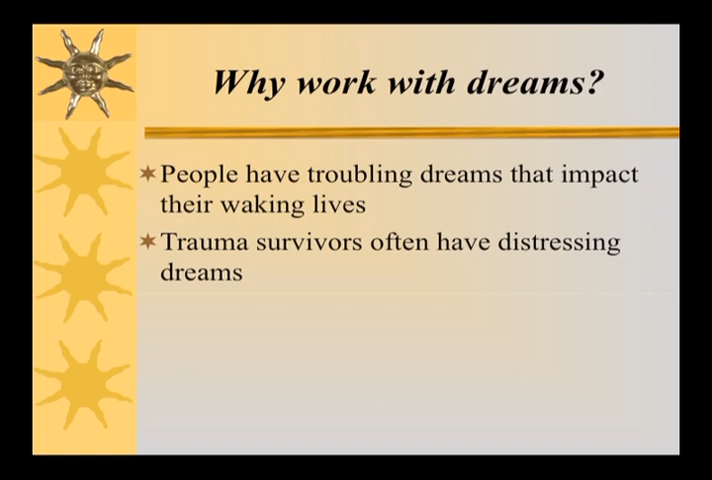 Why work with dreams?
People have troubling dreams that impact
their waking lives
Trauma survivors often have distressing
dreams